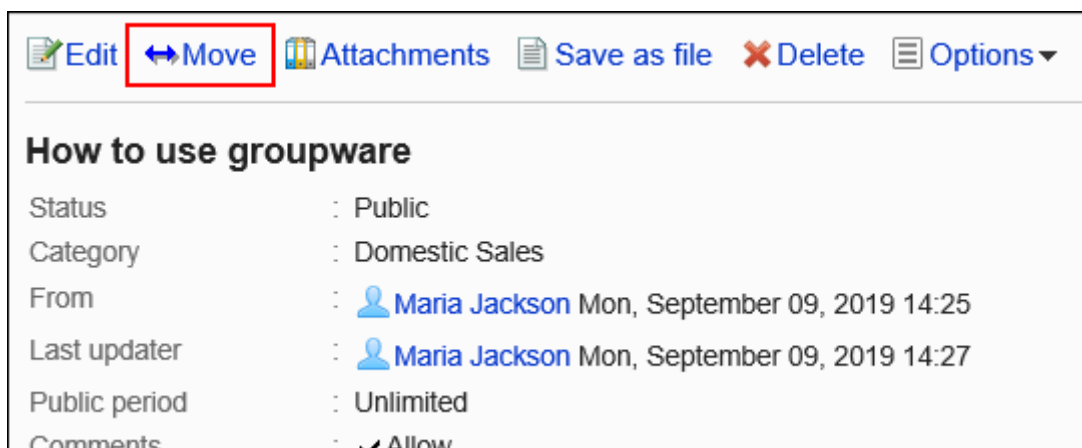 Edit Move Attachments Save as file Delete Options
How to use groupware
Status : Public
Category : Domestic Sales
From : Maria Jackson Mon, September 09, 2019 14:25
Last updater : Maria Jackson Mon, September 09, 2019 14:27
Public period : Unlimited
Comments : Allow